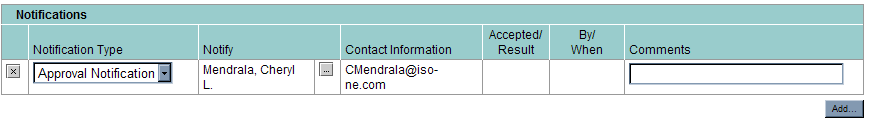 Notifications
Notification Type Notify Contact Information Accepted/ Result By/ When Comments
x Approval Notification Mendrala, Cheryl L. ... CMendrala@iso-ne.com
Add...